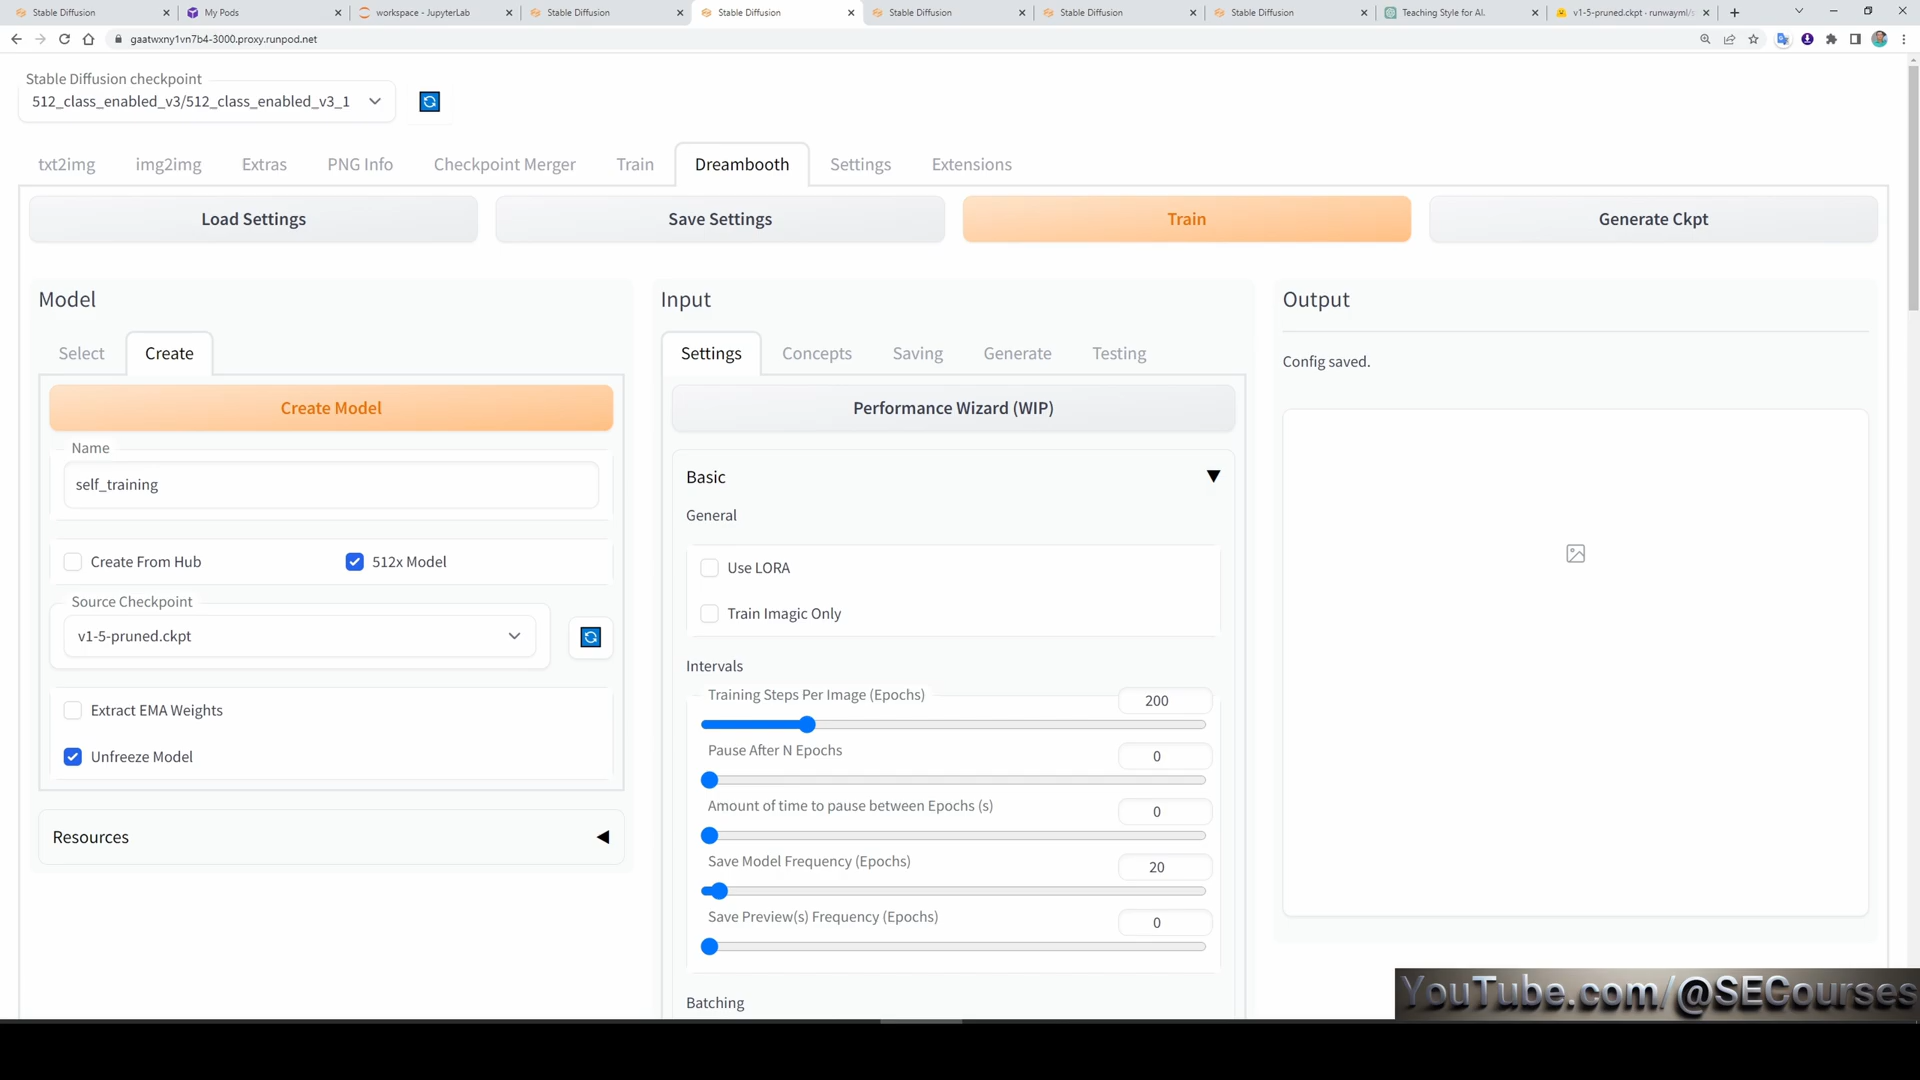 Stable Diffusion
My Pods
workspace - JupyterLab
Stable Diffusion
Stable Diffusion
Stable Diffusion
Stable Diffusion
Stable Diffusion
Teaching Style for AI.
v1-5-pruned.ckpt · runwayml/s
gaatwxny1vn7b4-3000.proxy.runpod.net
Stable Diffusion checkpoint
512_class_enabled_v3/512_class_enabled_v3_1
txt2img
img2img
Extras
PNG Info
Checkpoint Merger
Train
Dreambooth
Settings
Extensions
Load Settings
Save Settings
Train
Generate Ckpt
Model
Select
Create
Create Model
Name
self_training
Create From Hub
512x Model
Source Checkpoint
v1-5-pruned.ckpt
Extract EMA Weights
Unfreeze Model
Resources
Input
Settings
Concepts
Saving
Generate
Testing
Performance Wizard (WIP)
Basic
General
Use LORA
Train Imagic Only
Intervals
Training Steps Per Image (Epochs)
200
Pause After N Epochs
0
Amount of time to pause between Epochs (s)
0
Save Model Frequency (Epochs)
20
Save Preview(s) Frequency (Epochs)
0
Batching
Output
Config saved.
YouTube.com/@SECourses